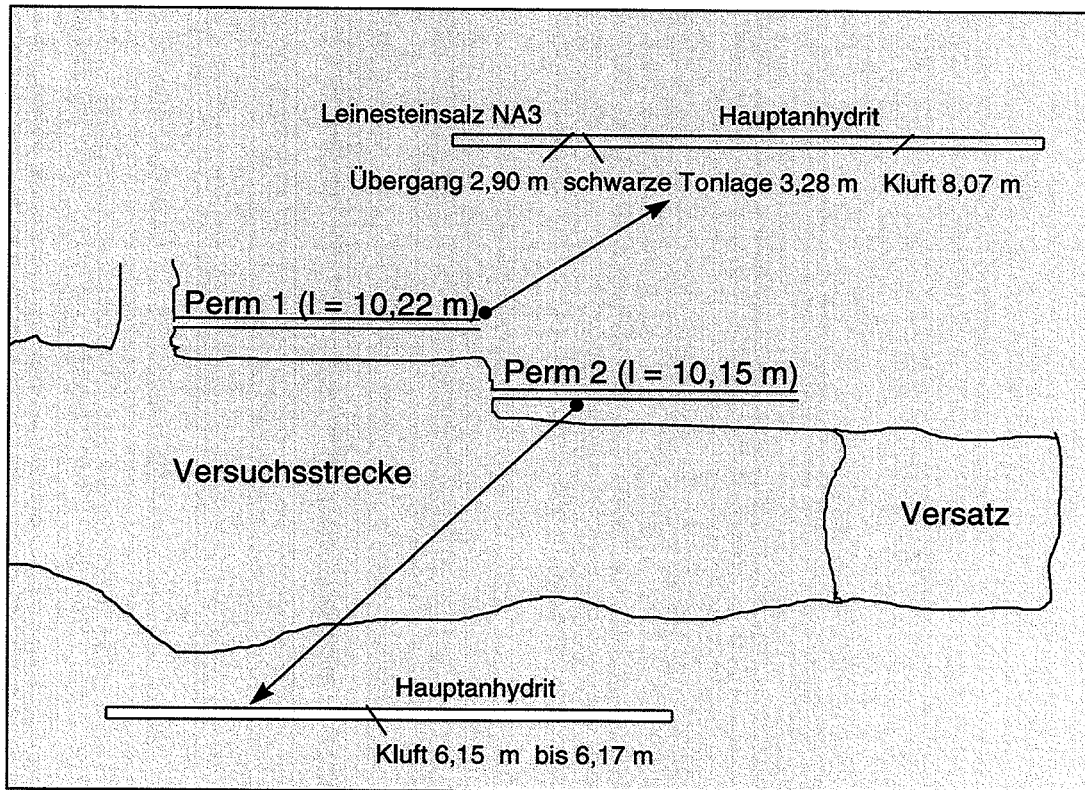 Leinesteinsalz NA3 Hauptanhydrit
Übergang 2,90 m schwarze Tonlage 3,28 m Kluft 8,07 m
Perm 1 (l = 10,22 m)
Perm 2 (l = 10,15 m)
Versuchsstrecke
Versatz
Hauptanhydrit
Kluft 6,15 m bis 6,17 m